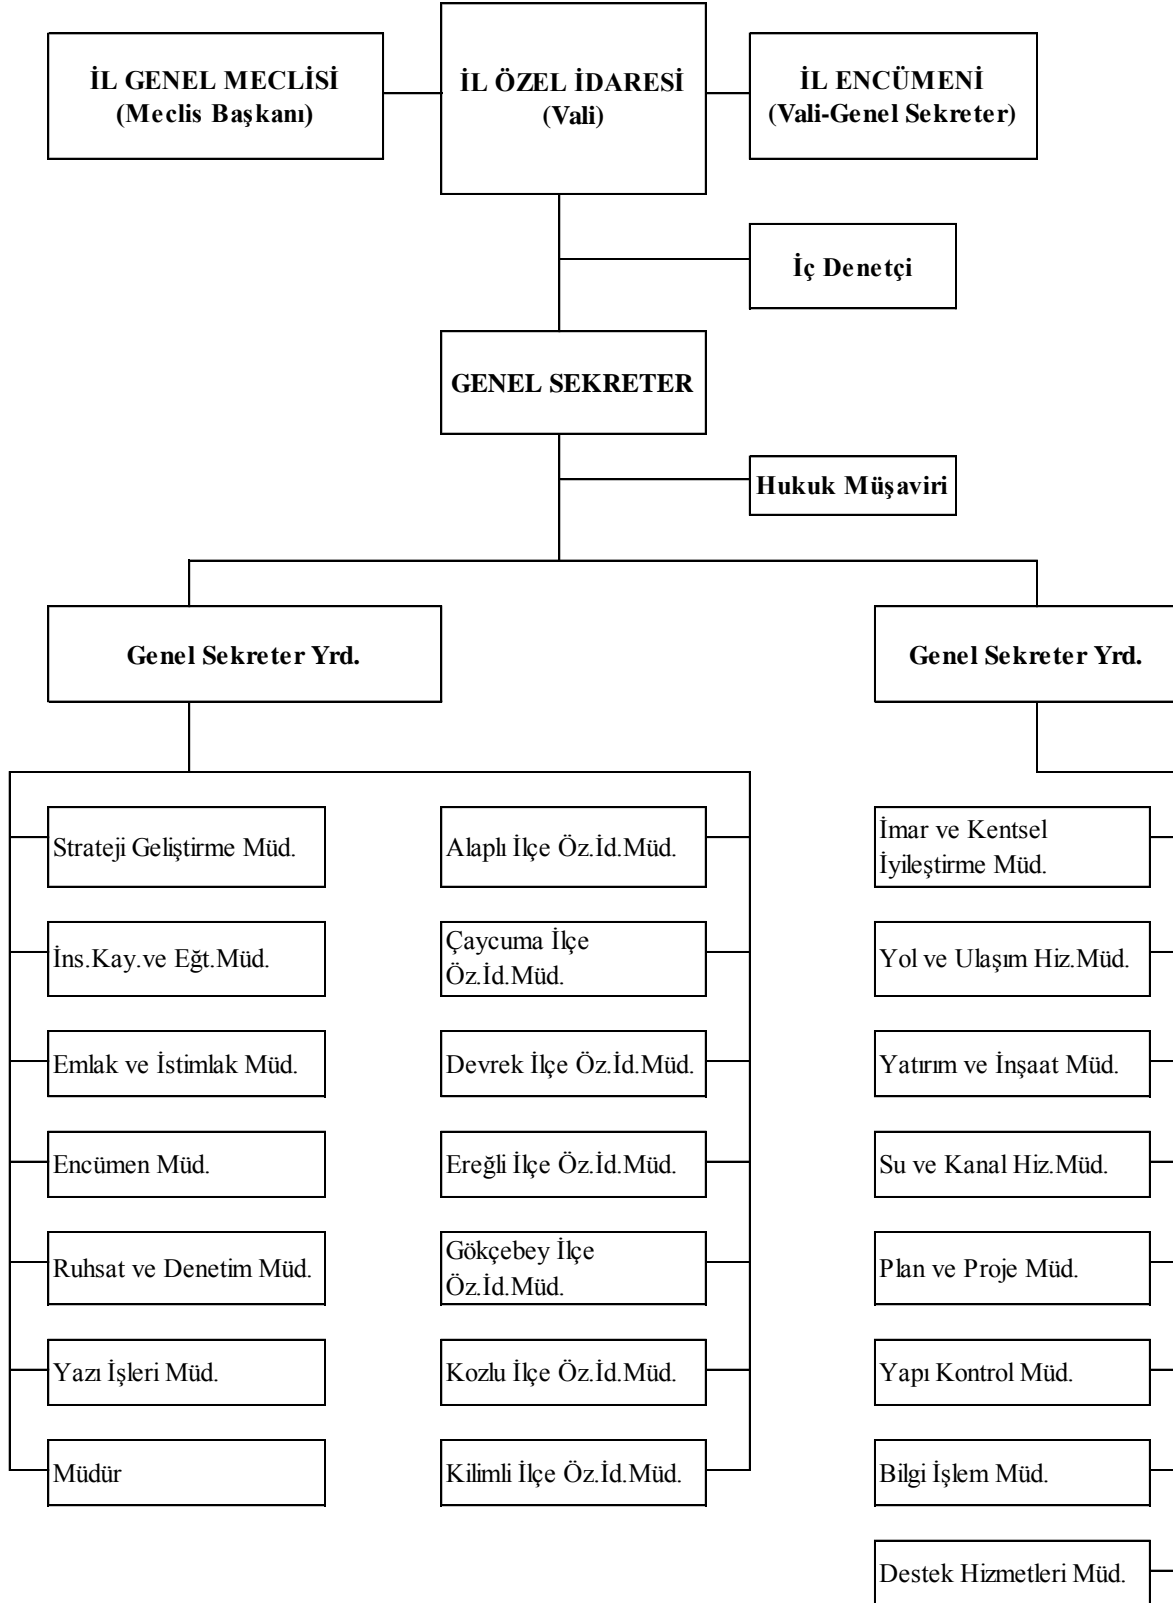 İL GENEL MECLİSİ
(Meclis Başkanı)
İL ÖZEL İDARESİ
(Vali)
İL ENCÜMENİ
(Vali-Genel Sekreter)
İç Denetçi
GENEL SEKRETER
Hukuk Müşaviri
Genel Sekreter Yrd.
Genel Sekreter Yrd.
Strateji Geliştirme Müd.
Alaplı İlçe Öz.İd.Müd.
İmar ve Kentsel
İyileştirme Müd.
İns.Kay.ve Eğt.Müd.
Çaycuma İlçe
Öz.İd.Müd.
Yol ve Ulaşım Hiz.Müd.
Emlak ve İstimlak Müd.
Devrek İlçe Öz.İd.Müd.
Yatırım ve İnşaat Müd.
Encümen Müd.
Ereğli İlçe Öz.İd.Müd.
Su ve Kanal Hiz.Müd.
Ruhsat ve Denetim Müd.
Gökçebey İlçe
Öz.İd.Müd.
Plan ve Proje Müd.
Yazı İşleri Müd.
Kozlu İlçe Öz.İd.Müd.
Yapı Kontrol Müd.
Müdür
Kilimli İlçe Öz.İd.Müd.
Bilgi İşlem Müd.
Destek Hizmetleri Müd.